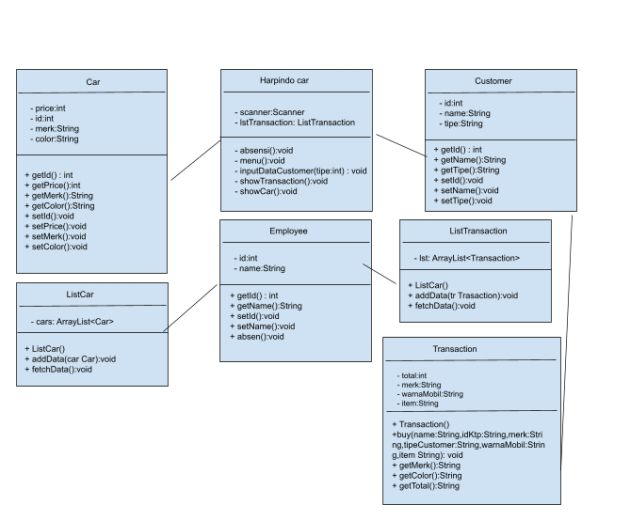 Car
- price:int
- id:int
- merk:String
- color:String
+ getId() : int
+ getPrice():int
+ getMerk():String
+ getColor():String
+ setId():void
+ setPrice():void
+ setMerk():void
+ setColor():void
Harpindo car
- scanner:Scanner
- lstTransaction: ListTransaction
- absensi():void
- menu():void
- inputDataCustomer(tipe:int) : void
- showTransaction():void
- showCar():void
Customer
- id:int
- name:String
- tipe:String
+ getId() : int
+ getName():String
+ getTipe():String
+ setId():void
+ setName():void
+ setTipe():void
Employee
- id:int
- name:String
+ getId() : int
+ getName():String
+ setId():void
+ setName():void
+ absen():void
ListTransaction
- lst: ArrayList<Transaction>
+ ListCar()
+ addData(tr Trasaction):void
+ fetchData():void
ListCar
- cars: ArrayList<Car>
+ ListCar()
+ addData(car Car):void
+ fetchData():void
Transaction
- total:int
- merk:String
- warnaMobil:String
- item:String
+ Transaction()
+buy(name:String,idKtp:String,merk:Stri
ng,tipeCustomer:String,warnaMobil:Strin
g,item String): void
+ getMerk():String
+ getColor():String
+ getTotal():String